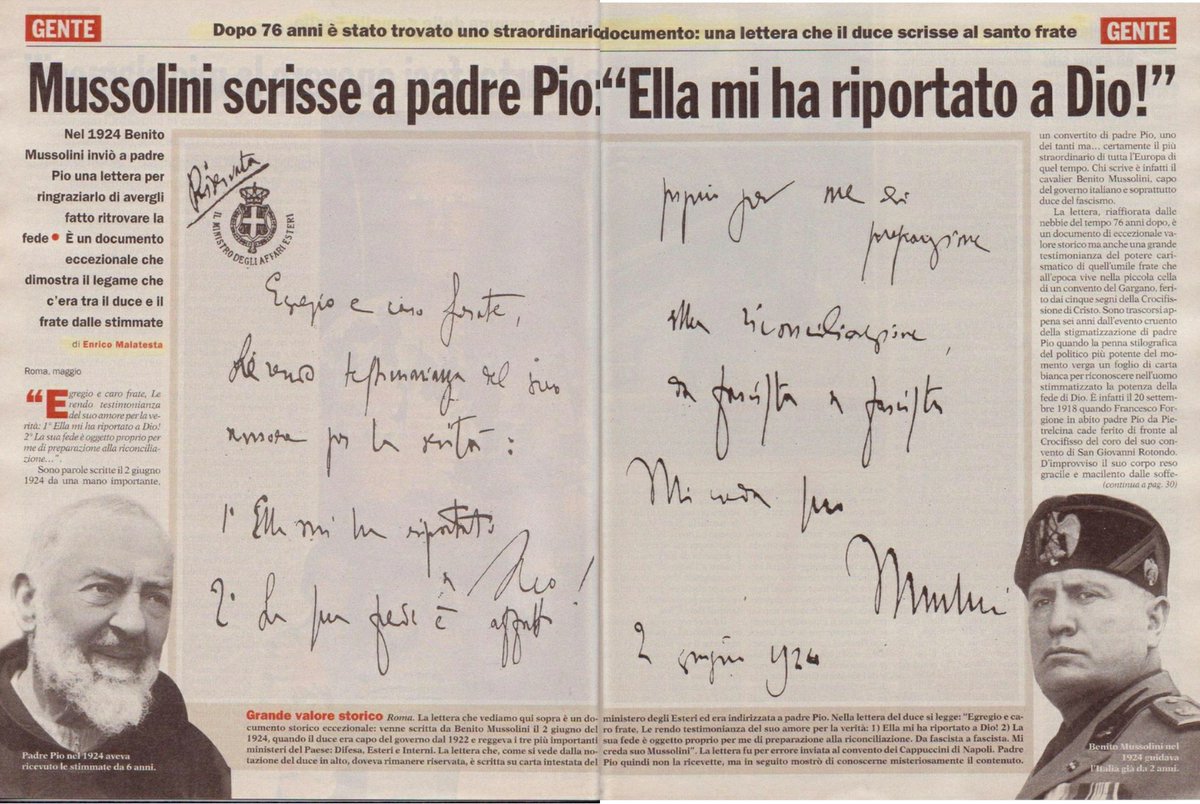 GENTE
Dopo 76 anni è stato trovato uno straordinario documento: una lettera che il duce scrisse al santo frate
GENTE
Mussolini scrisse a padre Pio: “Ella mi ha riportato a Dio!”
Nel 1924 Benito
Mussolini inviò a padre
Pio una lettera per
ringraziarlo di avergli
fatto ritrovare la
fede • È un documento
eccezionale che
dimostra il legame che
c'era tra il duce e il
frate dalle stimmate
di Enrico Malatesta
Roma, maggio
“Egregio e caro frate, Le
rendo testimonianza
del suo amore per la ve-
rità: 1° Ella mi ha riportato a Dio!
2° La sua fede è oggetto proprio per
me di preparazione alla riconcilia-
zione...”.
Sono parole scritte il 2 giugno
1924 da una mano importante,
Riservata
IL MINISTRO DEGLI AFFARI ESTERI
Egregio e caro frate,
Le rendo testimonianza del suo
amore per la verità:
1° Ella mi ha riportato
a Dio!
2° La sua fede è oggetto
proprio per me di
preparazione
alla riconciliazione,
da fascista a fascista
Mi creda suo
Mussolini
2 giugno 1924
un convertito di padre Pio, uno
dei tanti ma... certamente il più
straordinario di tutta l'Europa di
quel tempo. Chi scrive è infatti il
cavalier Benito Mussolini, capo
del governo italiano e soprattutto
duce del fascismo.
La lettera, riaffiorata dalle
nebbie del tempo 76 anni dopo, è
un documento di eccezionale va-
lore storico ma anche una grande
testimonianza del potere cari-
smatico di quell'umile frate che
all'epoca vive nella piccola cella
di un convento del Gargano, feri-
to dai cinque segni della Crocifis-
sione di Cristo. Sono trascorsi ap-
pena sei anni dall'evento cruento
della stigmatizzazione di padre
Pio quando la penna stilografica
del politico più potente del mo-
mento verga un foglio di carta
bianca per riconoscere nell'uomo
stimmatizzato la potenza della
fede di Dio. È infatti il 20 settem-
bre 1918 quando Francesco For-
gione in abito padre Pio da Pie-
trelcina cade ferito di fronte al
Crocifisso del coro del suo con-
vento di San Giovanni Rotondo.
D'improvviso il suo corpo reso
gracile e macilento dalle soffe-
(continua a pag. 30)
Grande valore storico Roma. La lettera che vediamo qui sopra è un do-
cumento storico eccezionale: venne scritta da Benito Mussolini il 2 giugno del
1924, quando il duce era capo del governo dal 1922 e reggeva i tre più importanti
ministeri del Paese: Difesa, Esteri e Interni. La lettera che, come si vede dalla no-
tazione del duce in alto, doveva rimanere riservata, è scritta su carta intestata del
ministero degli Esteri ed era indirizzata a padre Pio. Nella lettera del duce si legge: "Egregio e ca-
ro frate, Le rendo testimonianza del suo amore per la verità: 1) Ella mi ha riportato a Dio! 2) La
sua fede è oggetto proprio per me di preparazione alla riconciliazione. Da fascista a fascista. Mi
creda suo Mussolini". La lettera fu per errore inviata al convento dei Cappuccini di Napoli. Padre
Pio quindi non la ricevette, ma in seguito mostrò di conoscerne misteriosamente il contenuto.
Padre Pio nel 1924 aveva
ricevuto le stimmate da 6 anni.
Benito Mussolini nel
1924 guidava
l'Italia già da 2 anni.